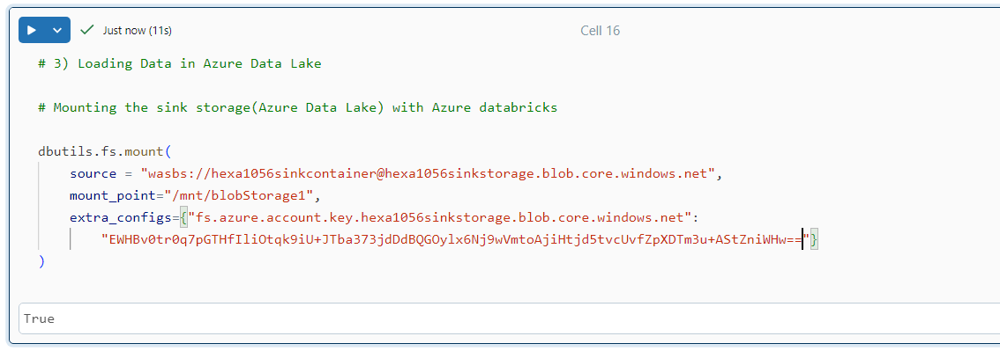 Just now (11s)
Cell 16
# 3) Loading Data in Azure Data Lake
# Mounting the sink storage(Azure Data Lake) with Azure databricks
dbutils.fs.mount(
source = "wasbs://hexa1056sinkcontainer@hexa1056sinkstorage.blob.core.windows.net",
mount_point="/mnt/blobStorage1",
extra_configs={"fs.azure.account.key.hexa1056sinkstorage.blob.core.windows.net":
"EWHBv0tr0q7pGTHfIliOtqk9iU+JTba373jdDdBQGOylx6Nj9wVmtoAjiHtjd5tvcUvfZpXDTm3u+AStZniWHw=="}
)
True